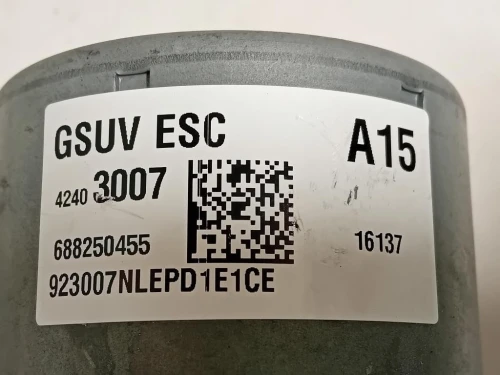 GSUV ESC A15
4240 3007
688250455 16137
923007NLEPD1E1CE